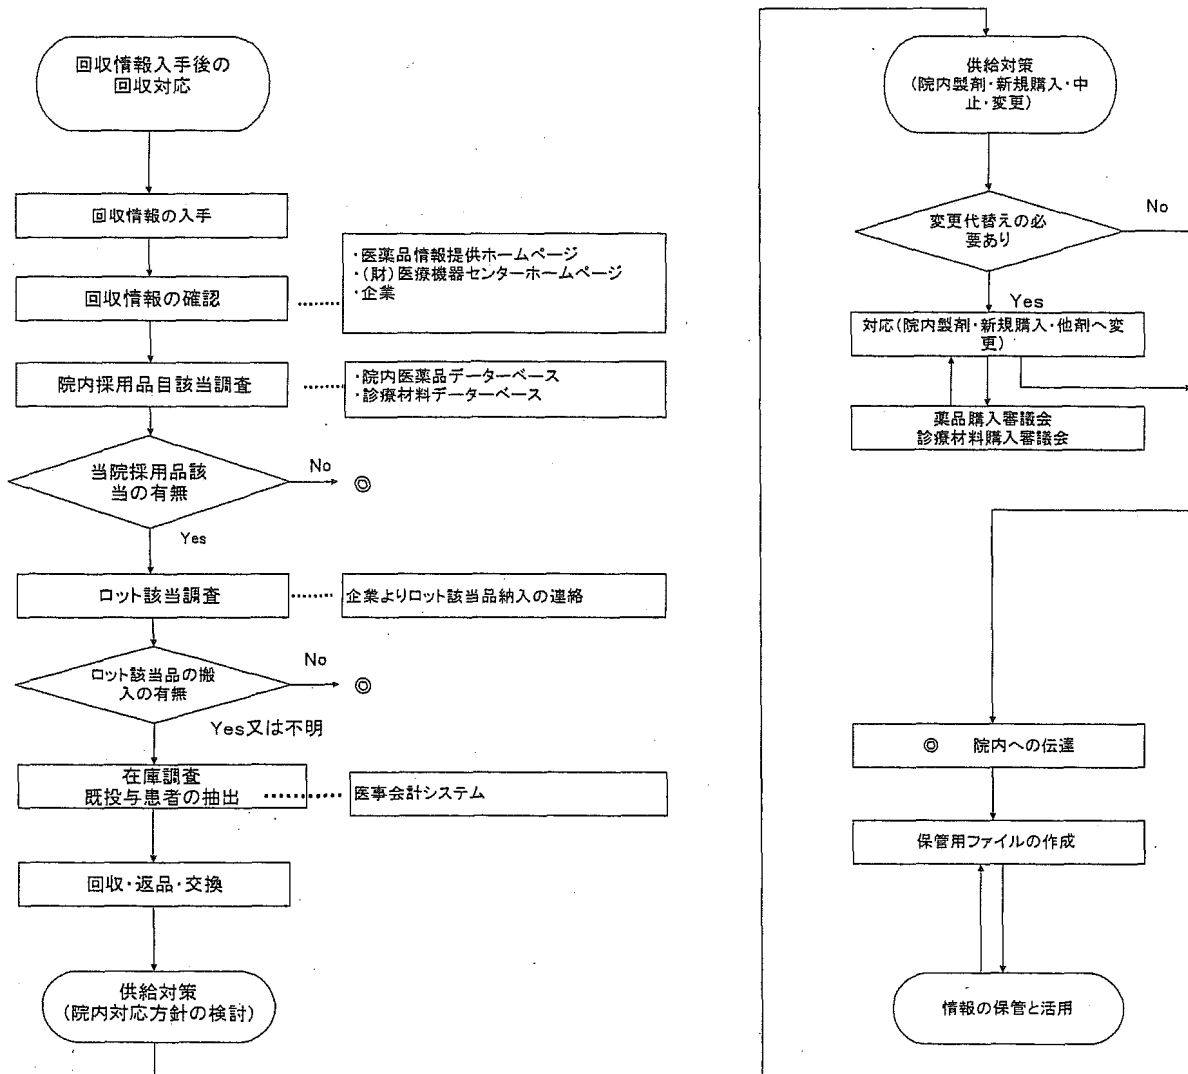 回収情報入手後の
回収対応
回収情報の入手
回収情報の確認
・医薬品情報提供ホームページ
・(財)医療機器センターホームページ
・企業
院内採用品目該当調査
・院内医薬品データーベース
・診療材料データーベース
当院採用品該
当の有無
No
◎
Yes
ロット該当調査
企業よりロット該当品納入の連絡
ロット該当品の搬
入の有無
No
◎
Yes又は不明
在庫調査
既投与患者の抽出
医事会計システム
回収・返品・交換
供給対策
(院内対応方針の検討)
供給対策
(院内製剤・新規購入・中
止・変更)
変更代替えの必
要あり
No
Yes
対応(院内製剤・新規購入・他剤へ変
更)
薬品購入審議会
診療材料購入審議会
◎ 院内への伝達
保管用ファイルの作成
情報の保管と活用